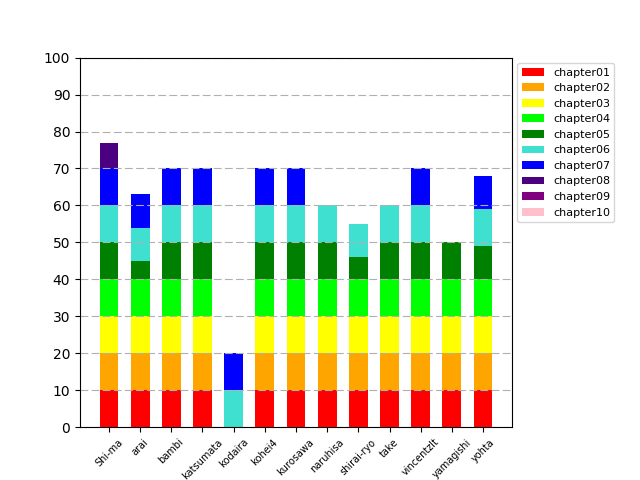 100
90
80
70
60
50
40
30
20
10
0
Shi-ma
arai
bambi
katsumata
kodaira
kohei4
kurosawa
naruhisa
shirai-ryo
take
vincentzlt
yamagishi
yohta
chapter01
chapter02
chapter03
chapter04
chapter05
chapter06
chapter07
chapter08
chapter09
chapter10